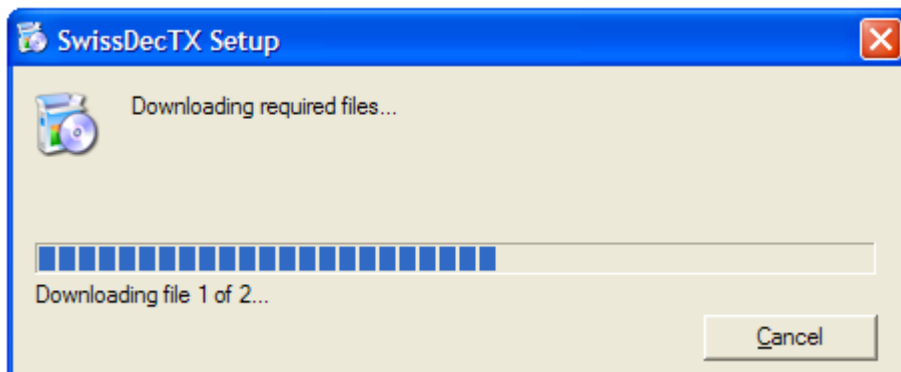 SwissDecTX Setup
Downloading required files...
Downloading file 1 of 2...
Cancel